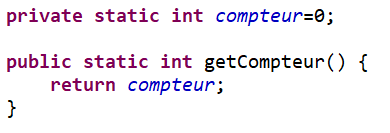 private static int compteur=0;
public static int getCompteur() {
    return compteur;
}